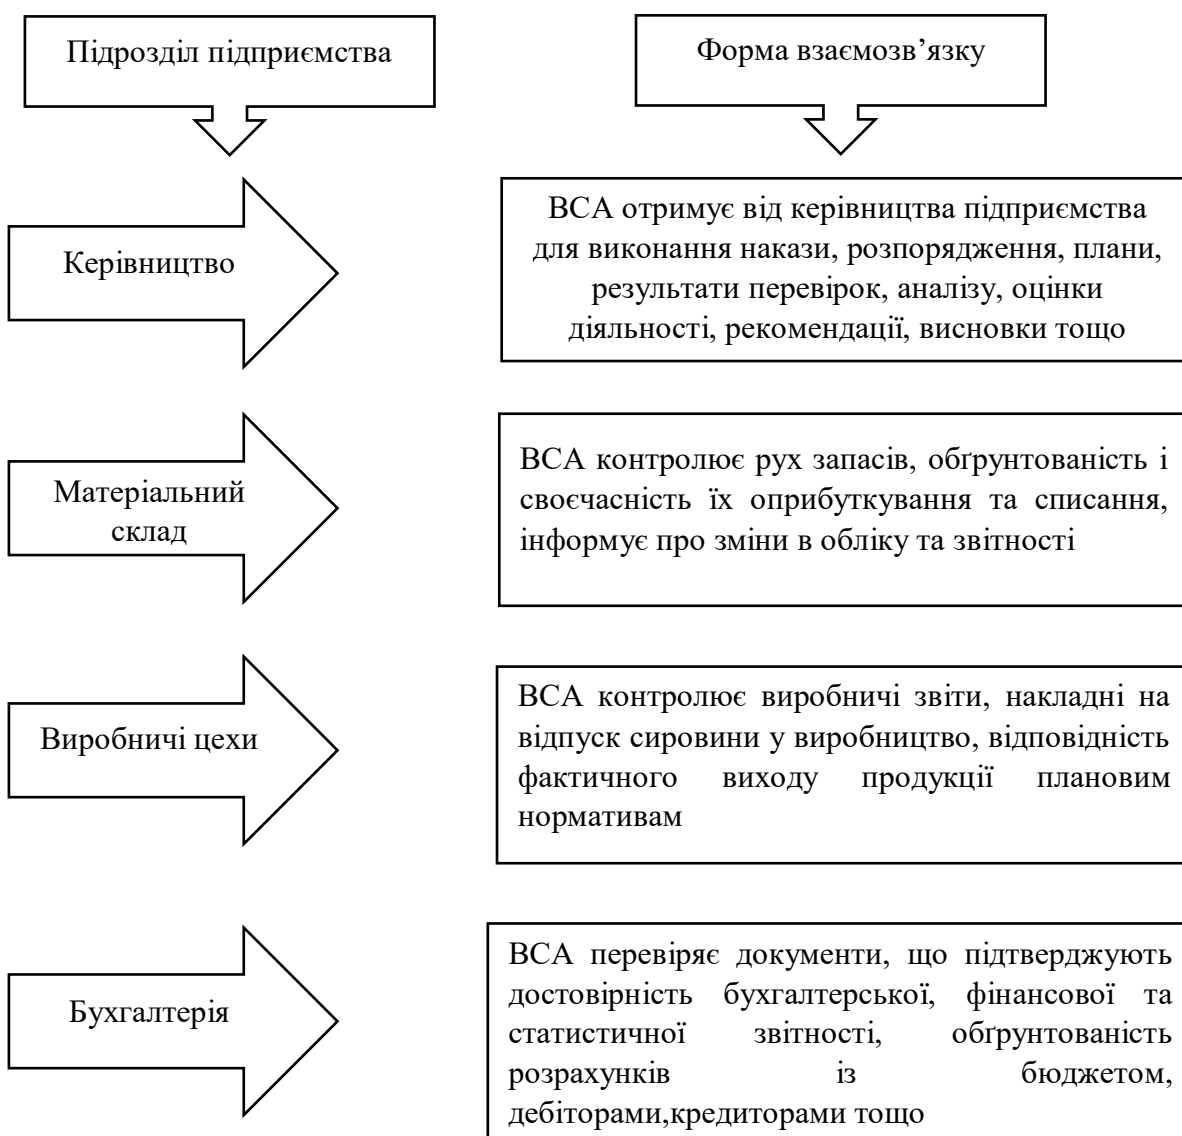 Підрозділ підприємства
Форма взаємозв’язку
Керівництво
ВСА отримує від керівництва підприємства
для виконання накази, розпорядження, плани,
результати перевірок, аналізу, оцінки
діяльності, рекомендації, висновки тощо
Матеріальний
склад
ВСА контролює рух запасів, обґрунтованість і
своєчасність їх оприбуткування та списання,
інформує про зміни в обліку та звітності
Виробничі цехи
ВСА контролює виробничі звіти, накладні на
відпуск сировини у виробництво, відповідність
фактичного виходу продукції плановим
нормативам
Бухгалтерія
ВСА перевіряє документи, що підтверджують
достовірність бухгалтерської, фінансової та
статистичної звітності, обґрунтованість
розрахунків із бюджетом,
дебіторами,кредиторами тощо